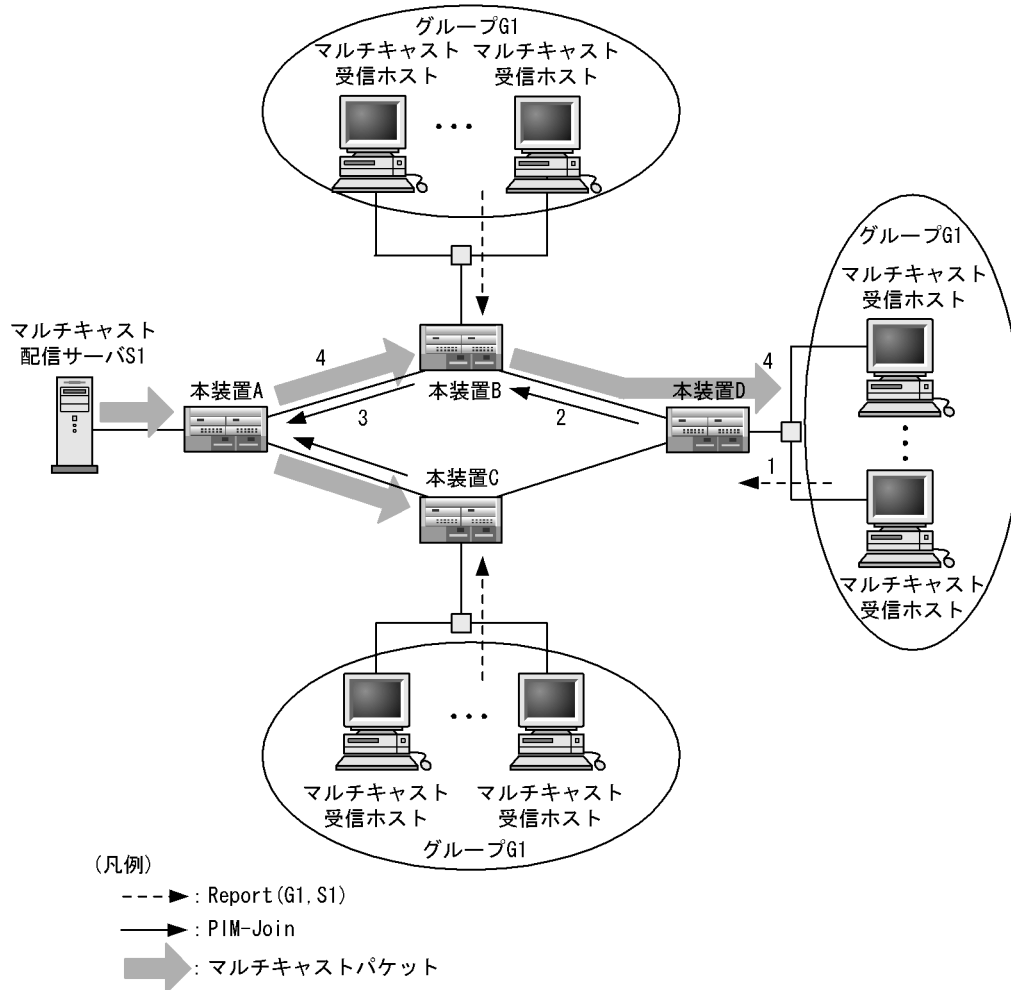 グループG1
マルチキャスト
受信ホスト
マルチキャスト
受信ホスト
グループG1
マルチキャスト
受信ホスト
マルチキャスト
配信サーバS1
4
4
本装置A
本装置B
本装置D
3
2
1
本装置C
マルチキャスト
受信ホスト
マルチキャスト
受信ホスト
マルチキャスト
受信ホスト
グループG1
(凡例)
: Report(G1,S1)
: PIM-Join
: マルチキャストパケット